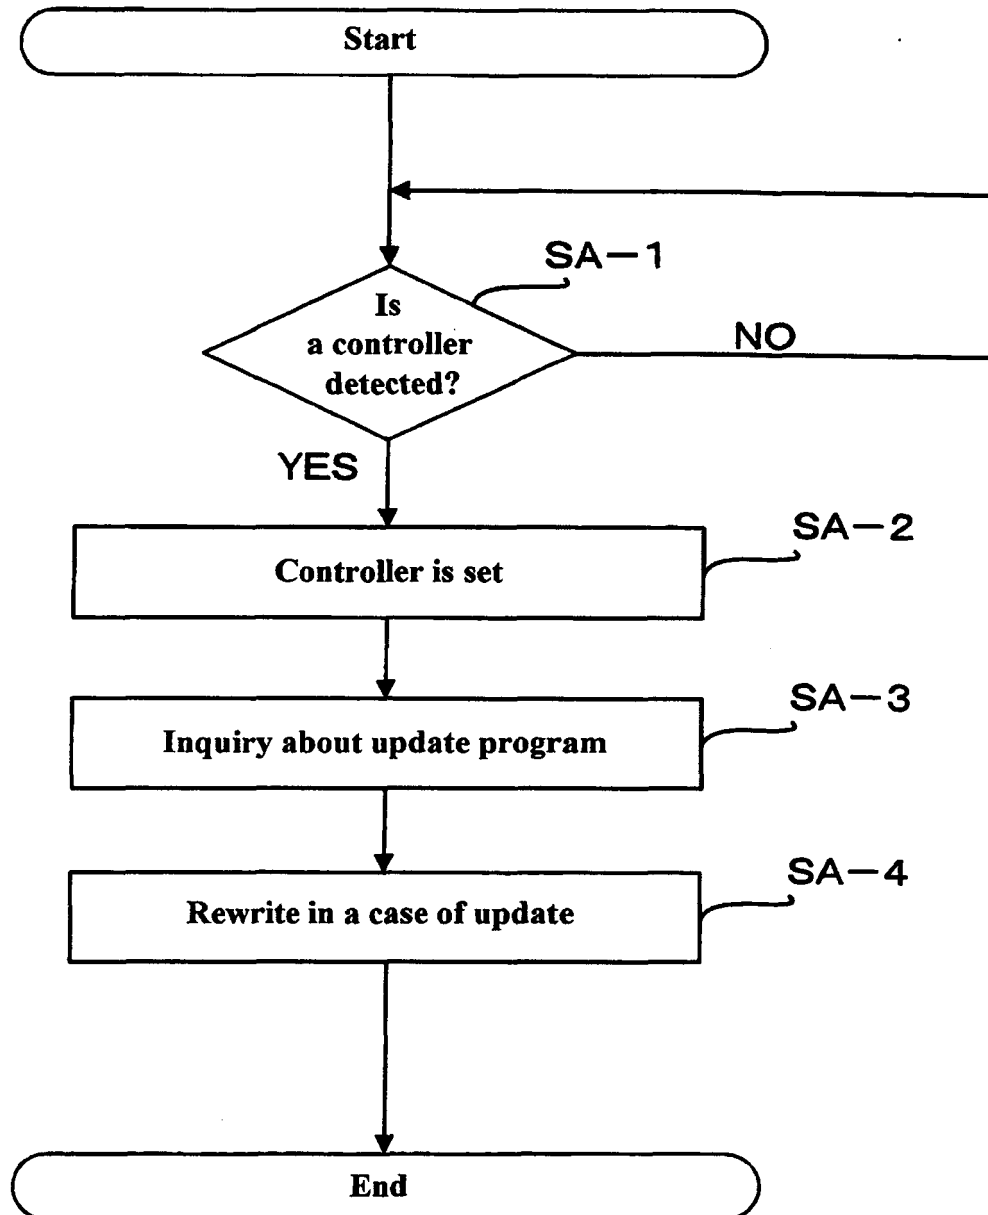 Start
SA-1
Is
a controller
detected?
NO
YES
SA-2
Controller is set
SA-3
Inquiry about update program
SA-4
Rewrite in a case of update
End